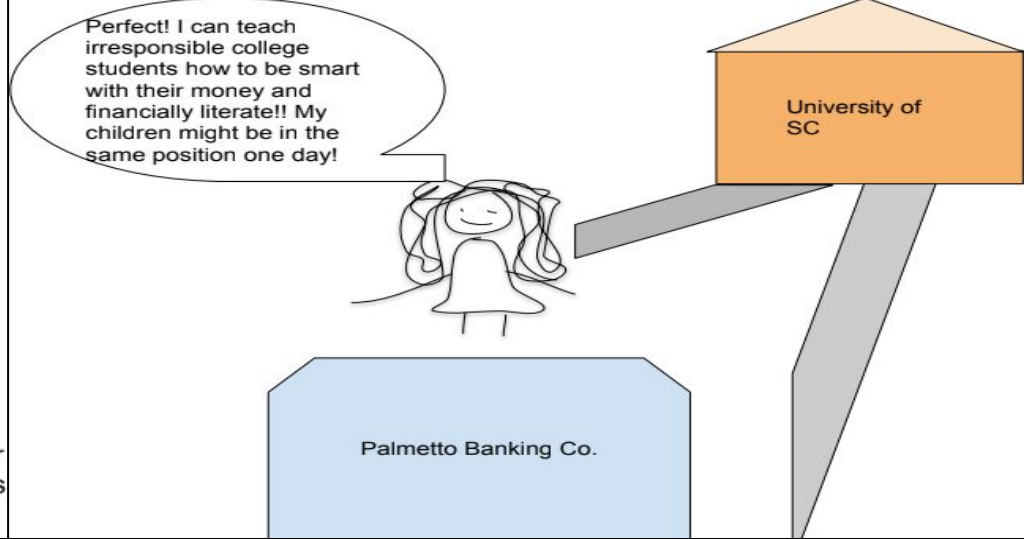 Perfect! I can teach
irresponsible college
students how to be smart
with their money and
financially literate!! My
children might be in the
same position one day!
University of
SC
Palmetto Banking Co.